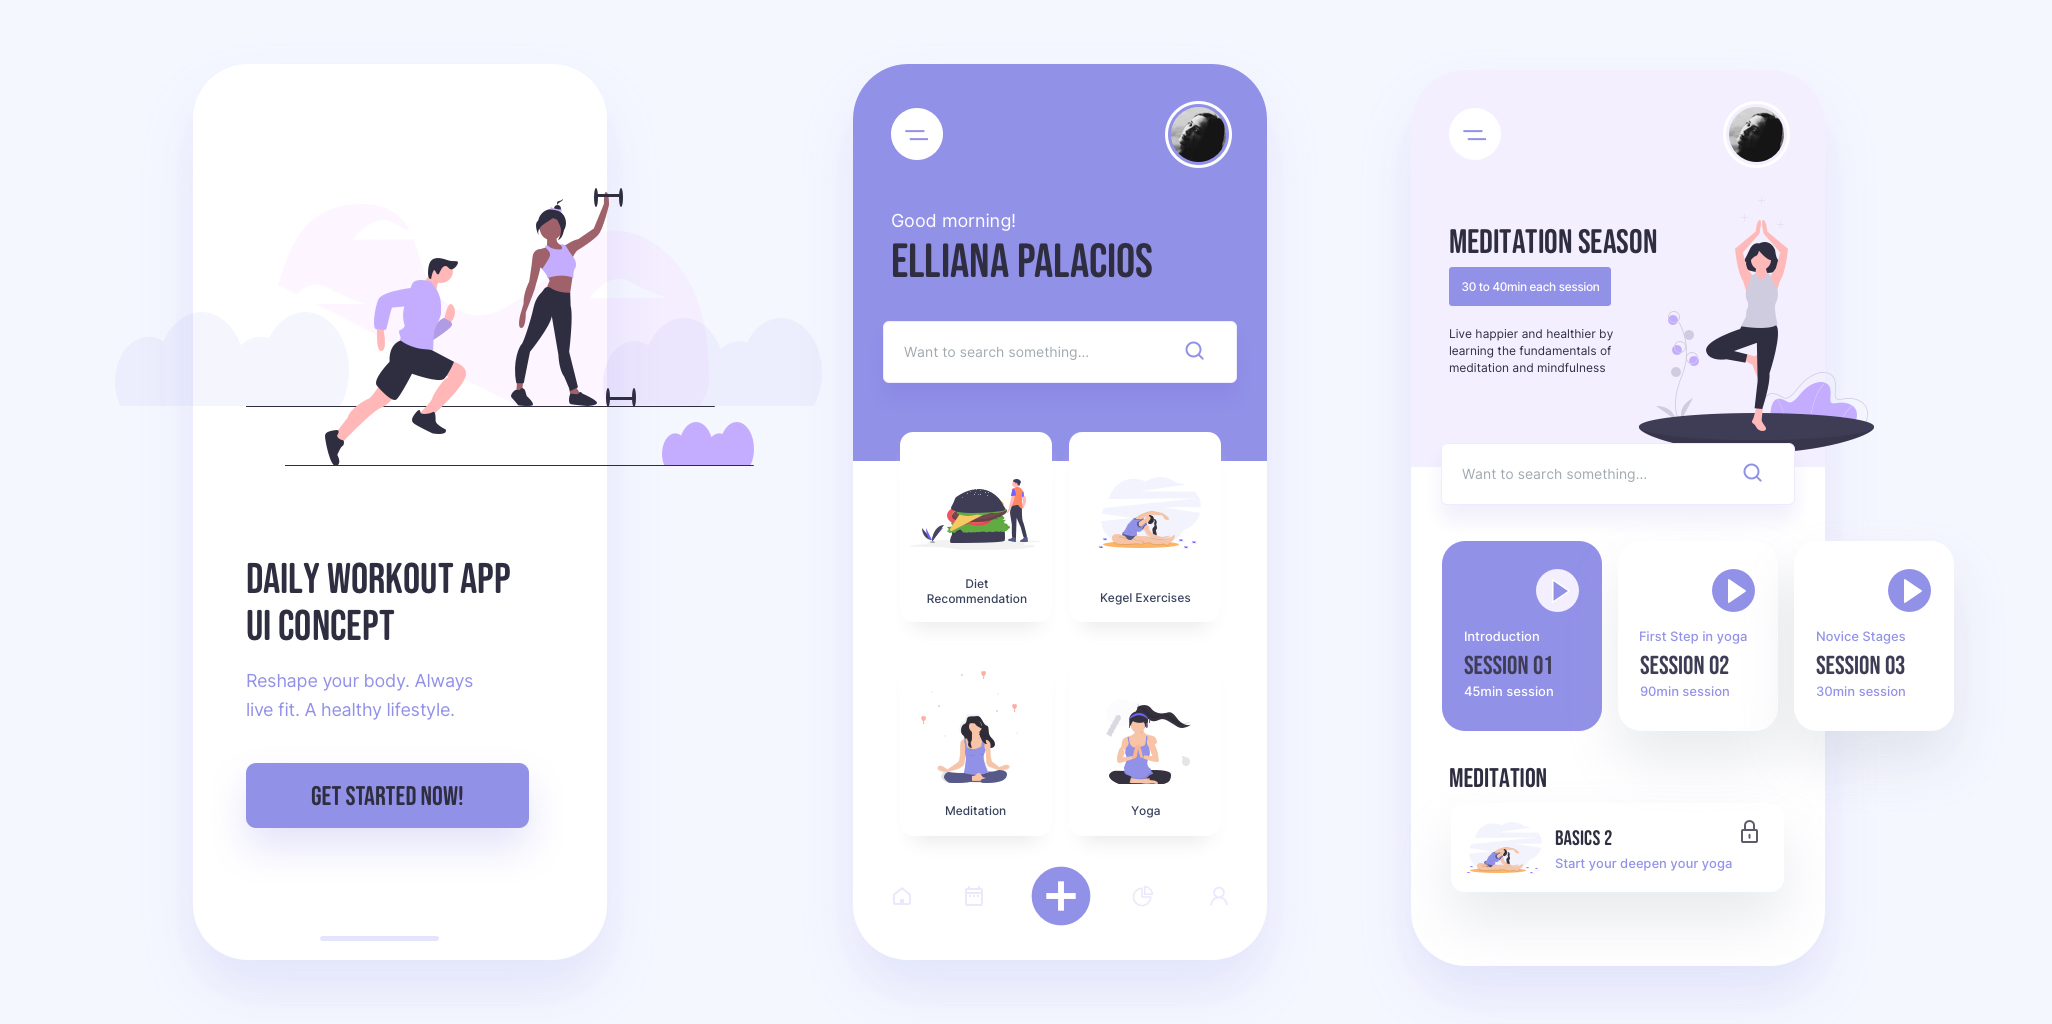 DAILY WORKOUT APP
UI CONCEPT
Reshape your body. Always
live fit. A healthy lifestyle.
GET STARTED NOW!
Good morning!
ELLIANA PALACIOS
Want to search something...
Diet
Recommendation
Kegel Exercises
Meditation
Yoga
MEDITATION SEASON
30 to 40min each session
Live happier and healthier by
learning the fundamentals of
meditation and mindfulness
Want to search something...
Introduction
SESSION 01
45min session
First Step in yoga
SESSION 02
90min session
Novice Stages
SESSION 03
30min session
MEDITATION
BASICS 2
Start your deepen your yoga